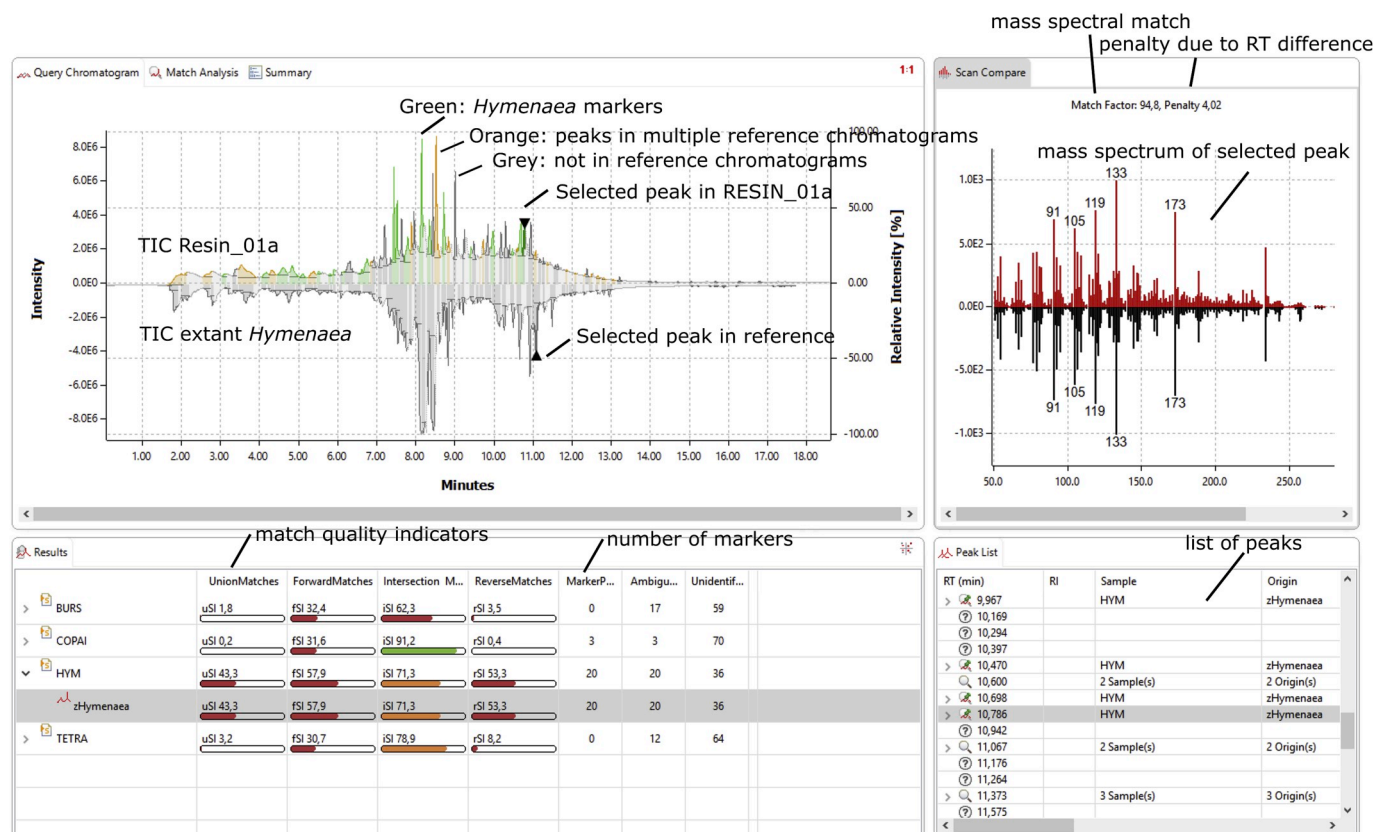 mass spectral match
penalty due to RT difference
Query Chromatogram Match Analysis Summary 1:1
Scan Compare
Match Factor: 94,8, Penalty 4,02
Green: Hymenaea markers
Orange: peaks in multiple reference chromatograms
Grey: not in reference chromatograms
Selected peak in RESIN_01a
TIC Resin_01a
TIC extant Hymenaea
Selected peak in reference
Intensity
8.0E6
6.0E6
4.0E6
2.0E6
0.0E0
-2.0E6
-4.0E6
-6.0E6
-8.0E6
100.00
50.00
0.00
-50.00
-100.00
Relative Intensity [%]
1.00 2.00 3.00 4.00 5.00 6.00 7.00 8.00 9.00 10.00 11.00 12.00 13.00 14.00 15.00 16.00 17.00 18.00
Minutes
mass spectrum of selected peak
1.0E3
5.0E2
0.0E0
-5.0E2
-1.0E3
91 105 119 133 173
91 105 119 133 173
50.0 100.0 150.0 200.0 250.0
match quality indicators
number of markers
Results
UnionMatches ForwardMatches Intersection M... ReverseMatches MarkerP... Ambigu... Unidentif...
BURS uSI 1,8 fSI 32,4 iSI 62,3 rSI 3,5 0 17 59
COPAI uSI 0,2 fSI 31,6 iSI 91,2 rSI 0,4 3 3 70
HYM uSI 43,3 fSI 57,9 iSI 71,3 rSI 53,3 20 20 36
zHymenaea uSI 43,3 fSI 57,9 iSI 71,3 rSI 53,3 20 20 36
TETRA uSI 3,2 fSI 30,7 iSI 78,9 rSI 8,2 0 12 64
list of peaks
Peak List
RT (min) RI Sample Origin
9,967 HYM zHymenaea
10,169
10,294
10,397
10,470 HYM zHymenaea
10,600 2 Sample(s) 2 Origin(s)
10,698 HYM zHymenaea
10,786 HYM zHymenaea
10,942
11,067 2 Sample(s) 2 Origin(s)
11,176
11,264
11,373 3 Sample(s) 3 Origin(s)
11,575